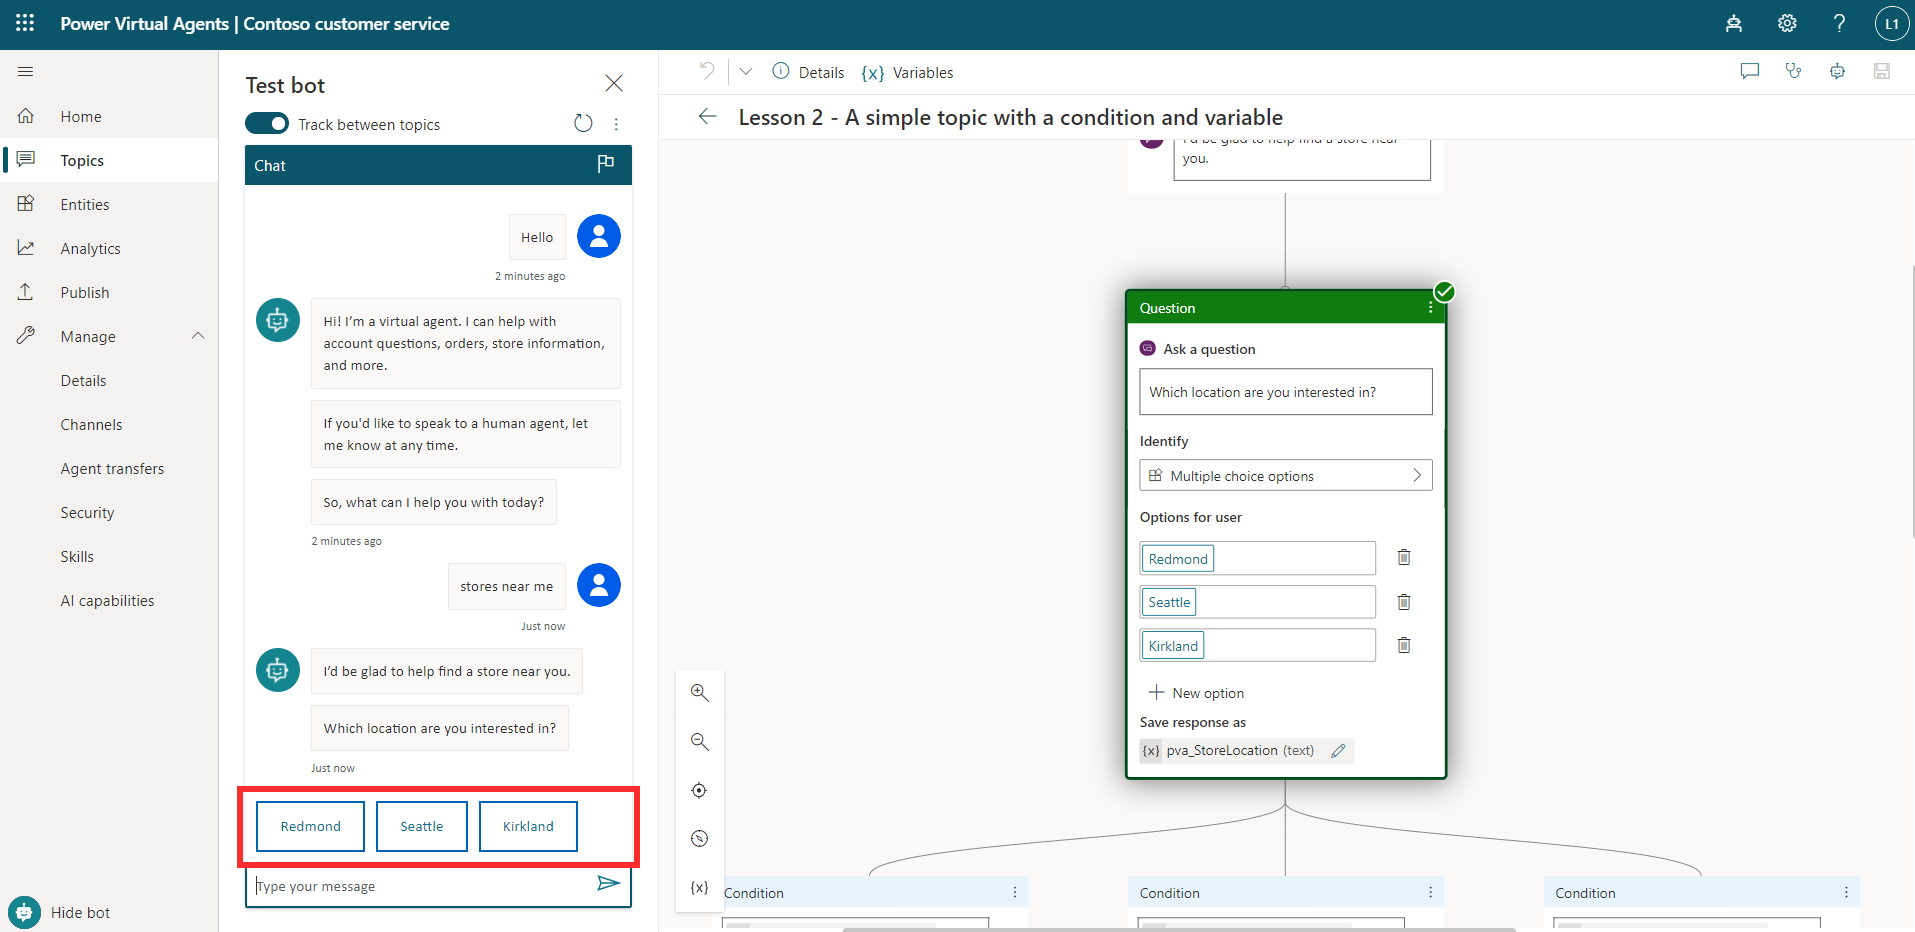 Power Virtual Agents | Contoso customer service
L1
Home
Topics
Entities
Analytics
Publish
Manage
Details
Channels
Agent transfers
Security
Skills
AI capabilities
Hide bot
Test bot
Track between topics
Chat
Hello
2 minutes ago
Hi! I'm a virtual agent. I can help with
account questions, orders, store information,
and more.
If you'd like to speak to a human agent, let
me know at any time.
So, what can I help you with today?
2 minutes ago
stores near me
Just now
I'd be glad to help find a store near you.
Which location are you interested in?
Just now
Redmond
Seattle
Kirkland
Type your message
Details
{x} Variables
Lesson 2 - A simple topic with a condition and variable
I'd be glad to help find a store near
you.
Question
Ask a question
Which location are you interested in?
Identify
Multiple choice options
Options for user
Redmond
Seattle
Kirkland
New option
Save response as
{x} pva_StoreLocation (text)
{x}
Condition
Condition
Condition